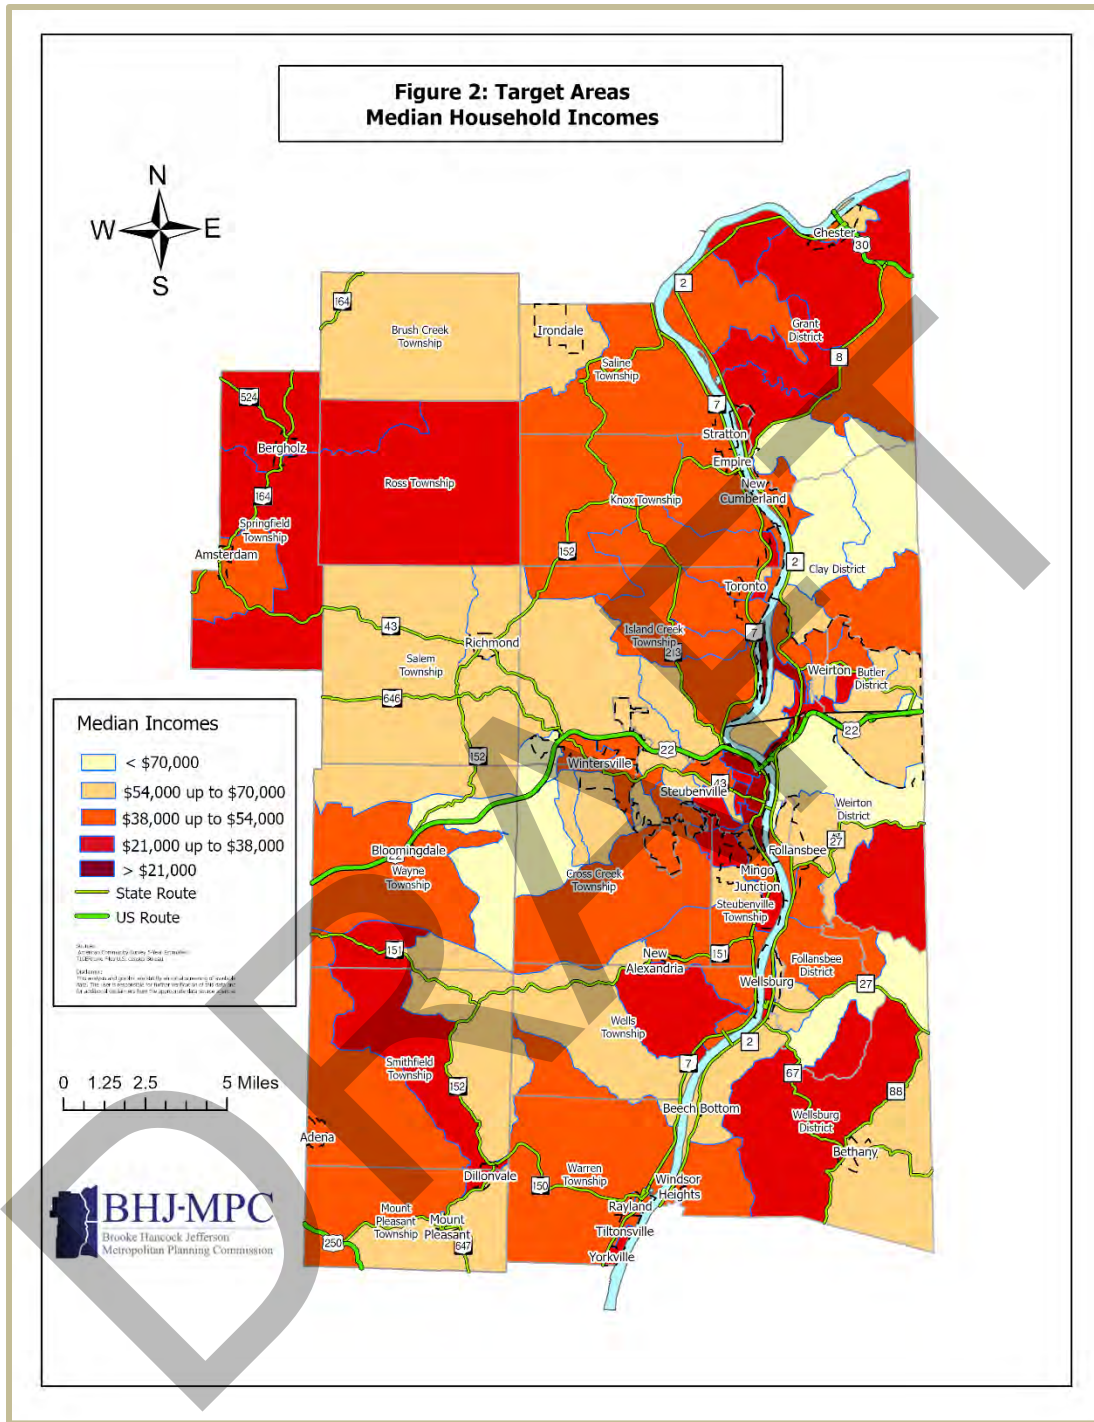 Figure 2: Target Areas
Median Household Incomes
N
W E
S
Chester
30
2
164
Brush Creek
Township
Irondale
Grant
District
8
Saline
Township
524
7
Stratton
Bergholz
Empire
Ross Township
New
Cumberland
164
Knox Township
Springfield
Township
Amsterdam
152
2
Clay District
Toronto
43
Island Creek
Township
7
Richmond
213
Salem
Township
Weirton
Butler
District
646
Median Incomes
< $70,000
$54,000 up to $70,000
$38,000 up to $54,000
$21,000 up to $38,000
> $21,000
State Route
US Route
22
152
22
Wintersville
43
Steubenville
Weirton
District
27
Bloomingdale
22
Wayne
Township
Follansbee
Cross Creek
Township
Mingo
Junction
Steubenville
Township
151
New
Alexandria
151
Follansbee
District
Wellsburg
27
Wells
Township
2
7
Smithfield
Township
67
152
88
0 1.25 2.5 5 Miles
Beech Bottom
Wellsburg
District
Adena
Bethany
Dillonvale
Warren
Township
150
Windsor
Heights
Rayland
Mount
Pleasant
Township
Mount
Pleasant
Tiltonsville
250
647
Yorkville
BHJ-MPC
Brooke Hancock Jefferson
Metropolitan Planning Commission
DRAFT